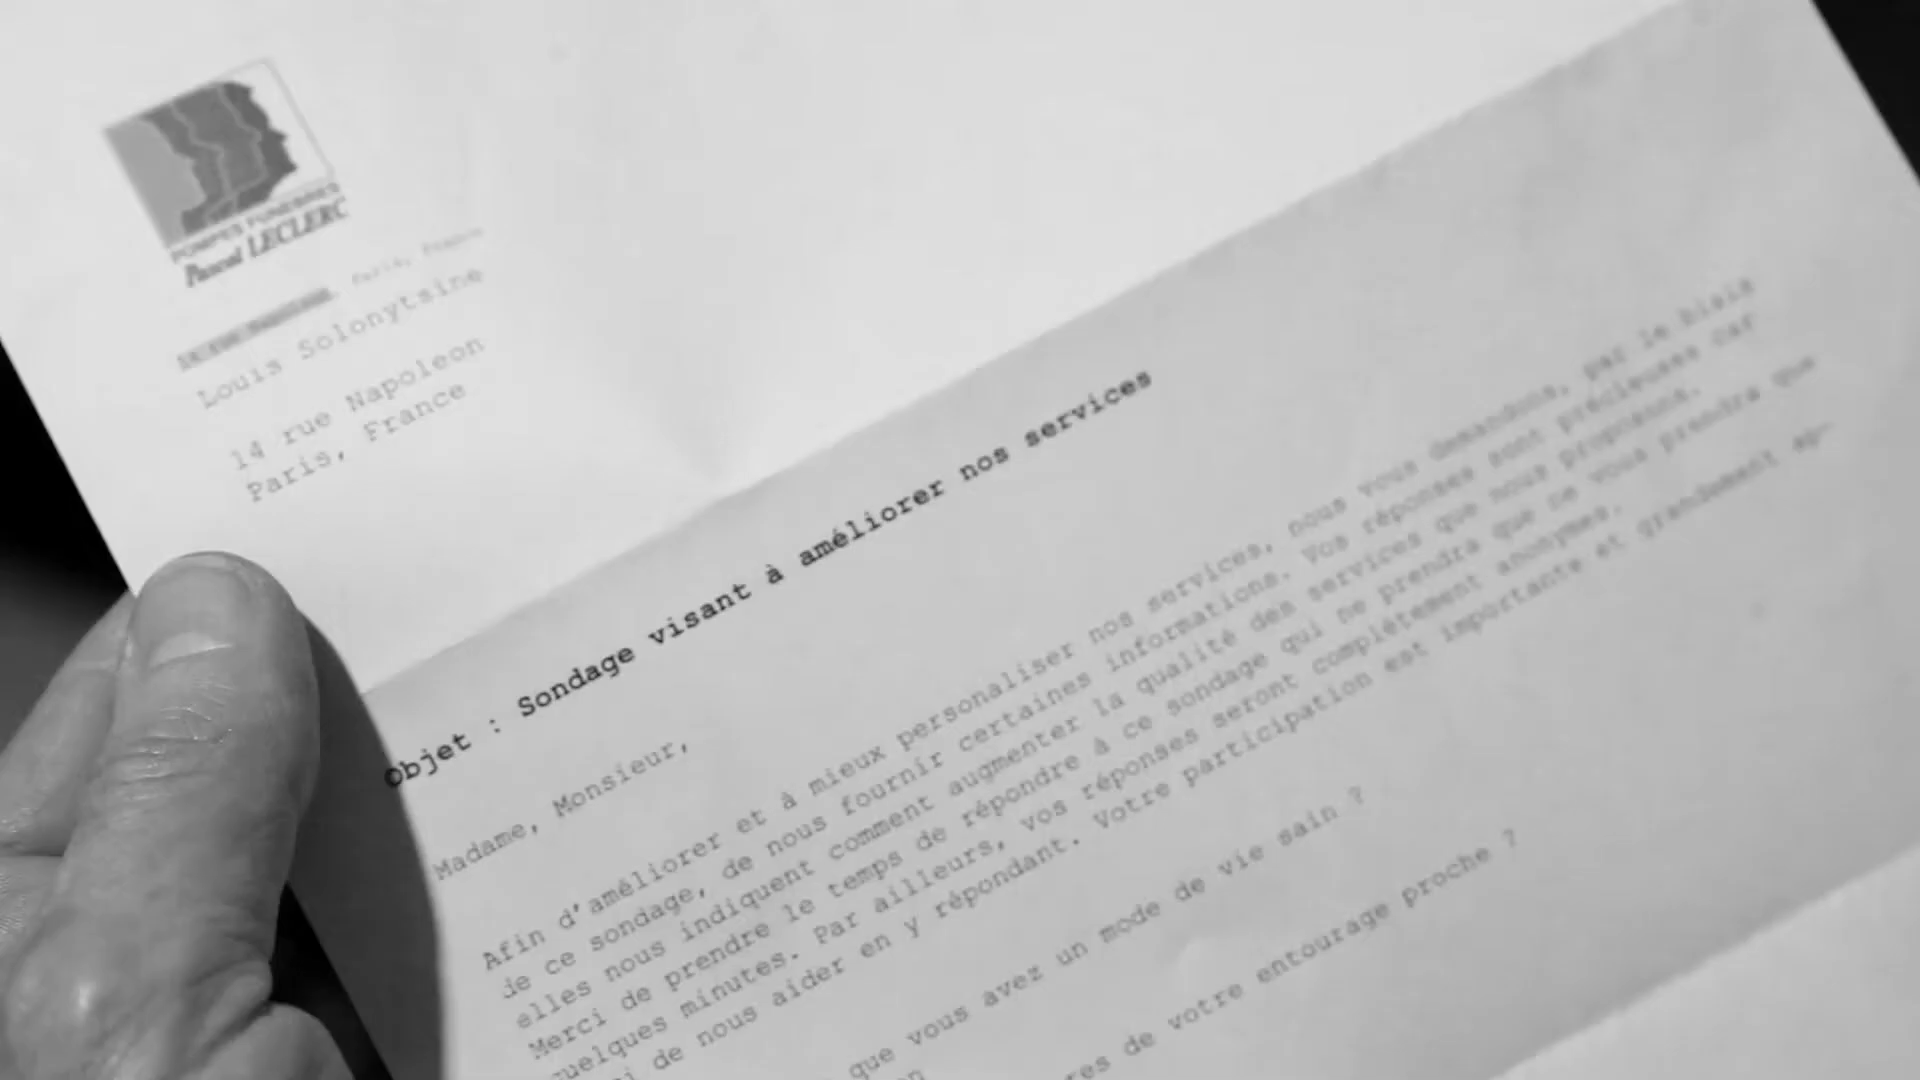 POMPES FUNEBRES
Pascal LECLERC
Paris, France
Louis Solonytsine
14 rue Napoleon
Paris, France
Objet : Sondage visant à améliorer nos services
Madame, Monsieur,
Afin d'améliorer et à mieux personaliser nos services, nous vous demandons, par le biais
de ce sondage, de nous fournir certaines informations. Vos réponses sont précieuses car
elles nous indiquent comment augmenter la qualité des services que nous proposons.
Merci de prendre le temps de répondre à ce sondage qui ne prendra que ne vous prendra que
quelques minutes. Par ailleurs, vos réponses seront complètement anonymes.
de nous aider en y répondant. Votre participation est importante et grandement ap-
que vous avez un mode de vie sain ?
res de votre entourage proche ?